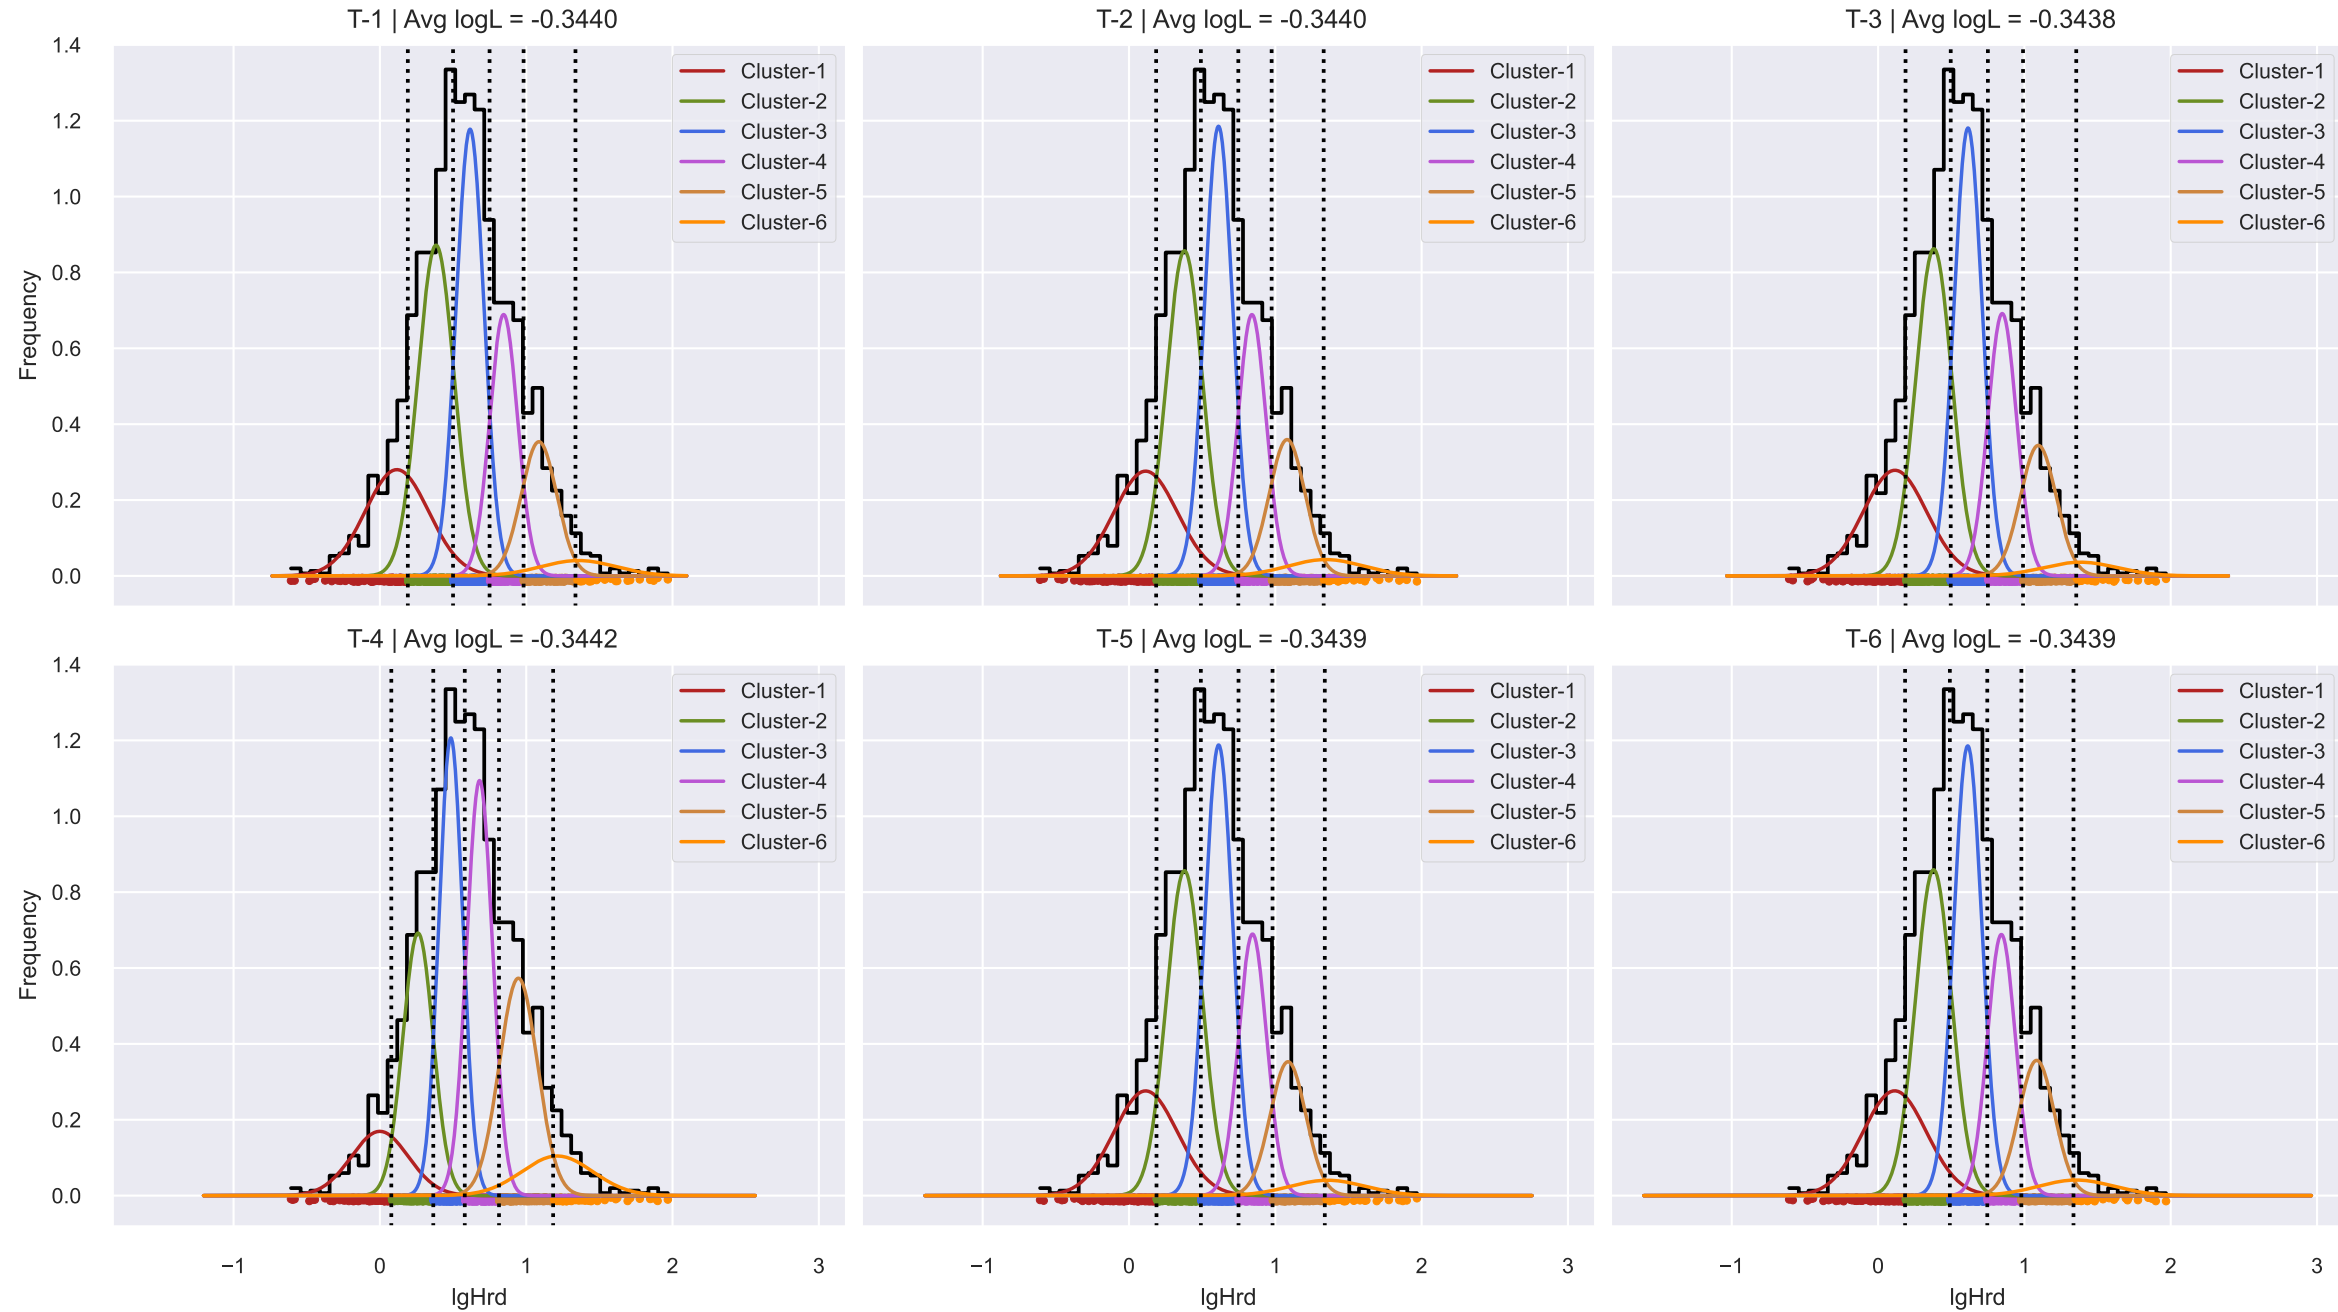 T-1 | Avg logL = -0.3440
T-2 | Avg logL = -0.3440
T-3 | Avg logL = -0.3438
1.4
1.2
1.0
0.8
0.6
0.4
0.2
0.0
Frequency
Cluster-1
Cluster-2
Cluster-3
Cluster-4
Cluster-5
Cluster-6
Cluster-1
Cluster-2
Cluster-3
Cluster-4
Cluster-5
Cluster-6
Cluster-1
Cluster-2
Cluster-3
Cluster-4
Cluster-5
Cluster-6
T-4 | Avg logL = -0.3442
T-5 | Avg logL = -0.3439
T-6 | Avg logL = -0.3439
1.4
1.2
1.0
0.8
0.6
0.4
0.2
0.0
Frequency
Cluster-1
Cluster-2
Cluster-3
Cluster-4
Cluster-5
Cluster-6
Cluster-1
Cluster-2
Cluster-3
Cluster-4
Cluster-5
Cluster-6
Cluster-1
Cluster-2
Cluster-3
Cluster-4
Cluster-5
Cluster-6
−1 0 1 2 3
−1 0 1 2 3
−1 0 1 2 3
lgHrd
lgHrd
lgHrd